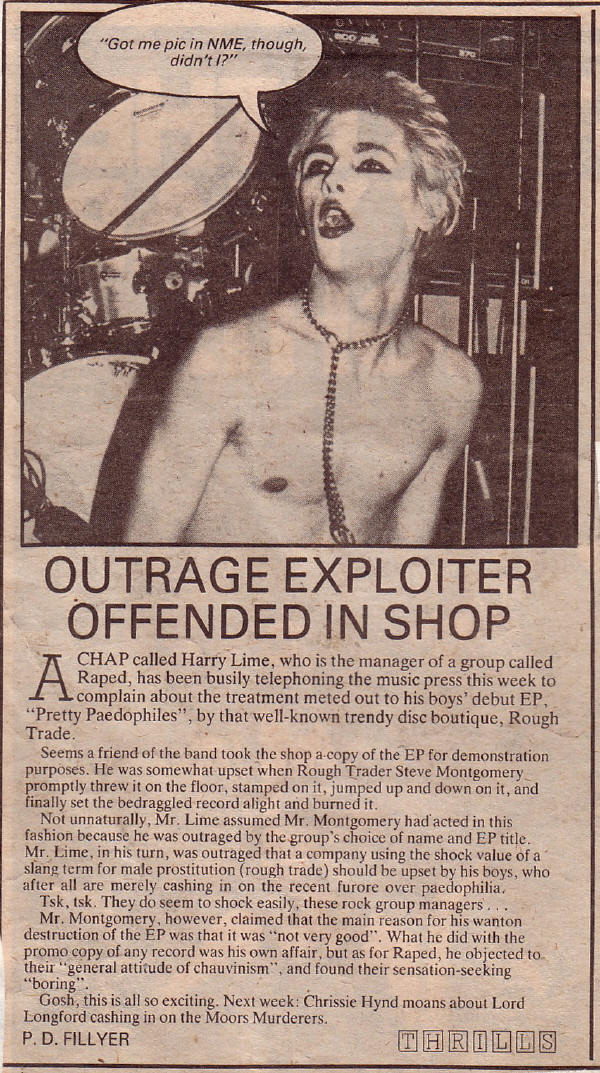 "Got me pic in NME, though,
didn't I?"
OUTRAGE EXPLOITER
OFFENDED IN SHOP
A CHAP called Harry Lime, who is the manager of a group called
Raped, has been busily telephoning the music press this week to
complain about the treatment meted out to his boys' debut EP,
"Pretty Paedophiles", by that well-known trendy disc boutique, Rough
Trade.
Seems a friend of the band took the shop a copy of the EP for demonstration
purposes. He was somewhat upset when Rough Trader Steve Montgomery
promptly threw it on the floor, stamped on it, jumped up and down on it, and
finally set the bedraggled record alight and burned it.
Not unnaturally, Mr. Lime assumed Mr. Montgomery had acted in this
fashion because he was outraged by the group's choice of name and EP title.
Mr. Lime, in his turn, was outraged that a company using the shock value of a
slang term for male prostitution (rough trade) should be upset by his boys, who
after all are merely cashing in on the recent furore over paedophilia.
Tsk, tsk. They do seem to shock easily, these rock group managers . . .
Mr. Montgomery, however, claimed that the main reason for his wanton
destruction of the EP was that it was "not very good". What he did with the
promo copy of any record was his own affair, but as for Raped, he objected to
their "general attitude of chauvinism", and found their sensation-seeking
"boring".
Gosh, this is all so exciting. Next week: Chrissie Hynd moans about Lord
Longford cashing in on the Moors Murderers.
P. D. FILLYER
THRILLS